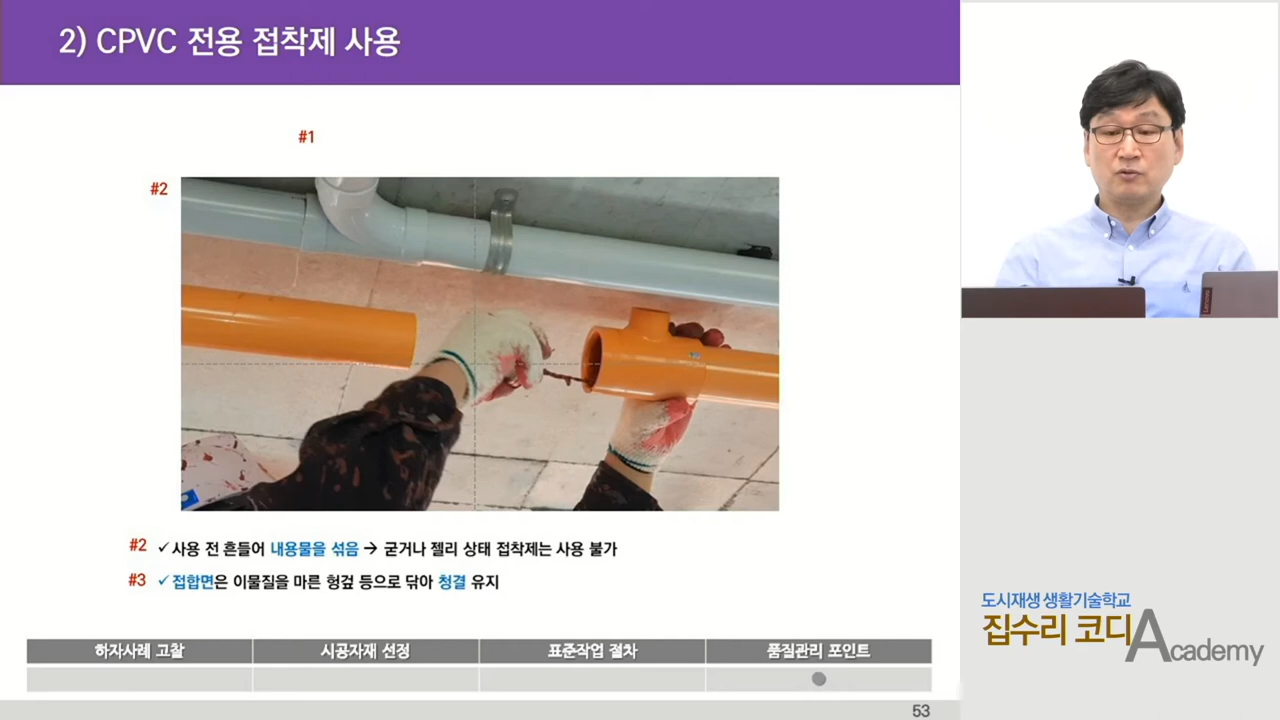 2) CPVC 전용 접착제 사용
#1
#2
#2 ✓사용 전 흔들어 내용물을 섞음 → 굳거나 젤리 상태 접착제는 사용 불가
#3 ✓접합면은 이물질을 마른 헝겊 등으로 닦아 청결 유지
하자사례 고찰 시공자재 선정 표준작업 절차 품질관리 포인트
53
Lenovo
도시재생 생활기술학교
집수리 코디Academy